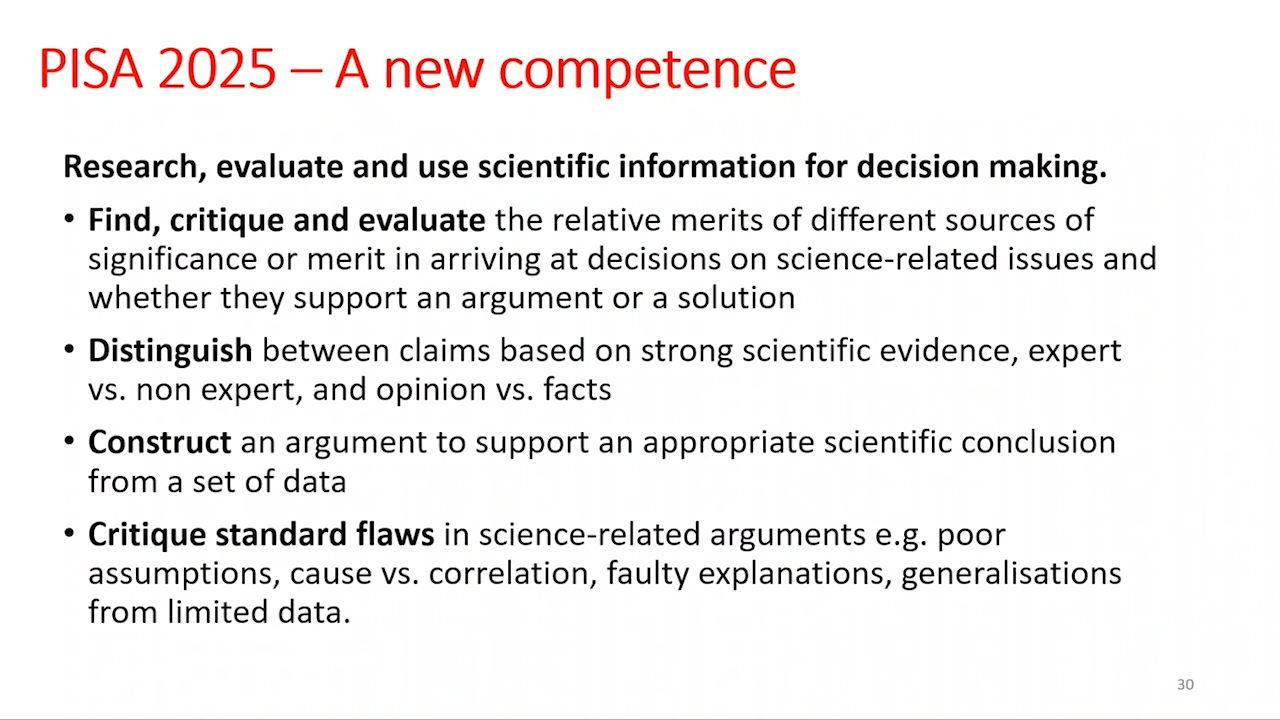 PISA 2025 – A new competence
Research, evaluate and use scientific information for decision making.
• Find, critique and evaluate the relative merits of different sources of
significance or merit in arriving at decisions on science-related issues and
whether they support an argument or a solution
• Distinguish between claims based on strong scientific evidence, expert
vs. non expert, and opinion vs. facts
• Construct an argument to support an appropriate scientific conclusion
from a set of data
• Critique standard flaws in science-related arguments e.g. poor
assumptions, cause vs. correlation, faulty explanations, generalisations
from limited data.
30